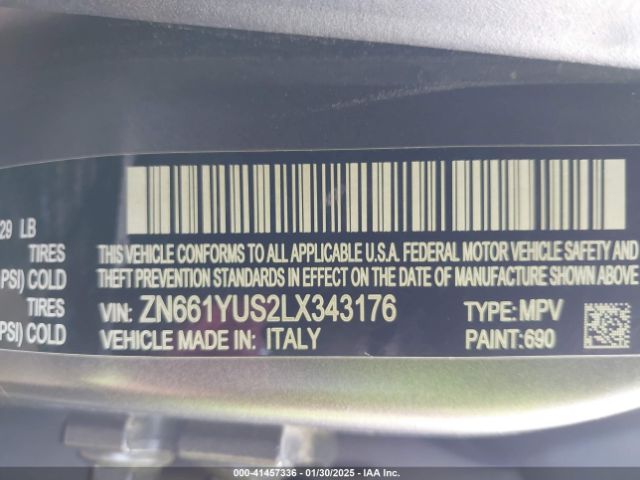 29 LB
TIRES
PSI) COLD
TIRES
PSI) COLD
THIS VEHICLE CONFORMS TO ALL APPLICABLE U.S.A. FEDERAL MOTOR VEHICLE SAFETY AND
THEFT PREVENTION STANDARDS IN EFFECT ON THE DATE OF MANUFACTURE SHOWN ABOVE.
VIN: ZN661YUS2LX343176 TYPE: MPV
VEHICLE MADE IN: ITALY PAINT: 690
000-41457336 - 01/30/2025 - IAA Inc.